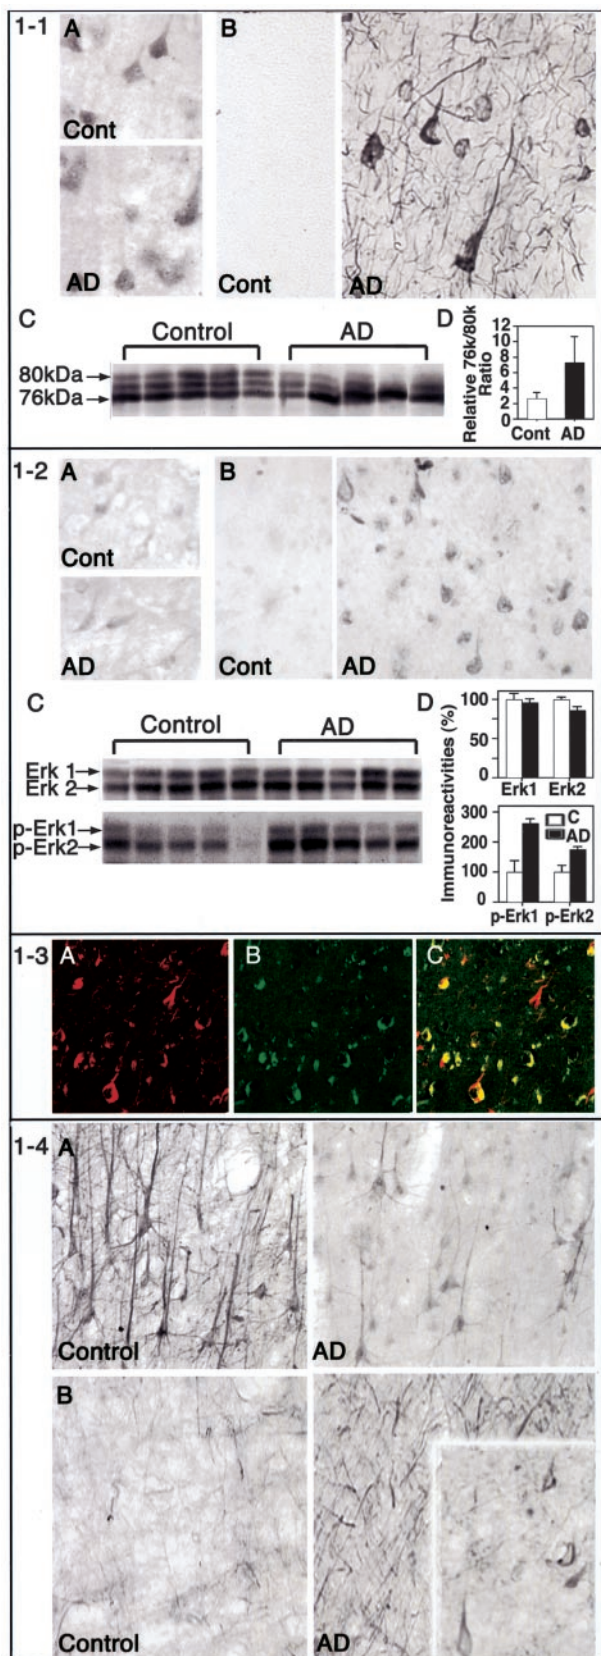 1-1 A B
Cont
AD Cont AD
C D
Control AD
80kDa
76kDa
Relative 76k/80k
Ratio
12
10
8
6
4
2
0
Cont AD
1-2 A B
Cont
AD Cont AD
C D
Control AD
Erk 1
Erk 2
p-Erk1
p-Erk2
Immunoreactivities (%)
100
50
0
Erk1 Erk2
300
200
100
0
C
AD
p-Erk1 p-Erk2
1-3 A B C
1-4 A
Control AD
B
Control AD